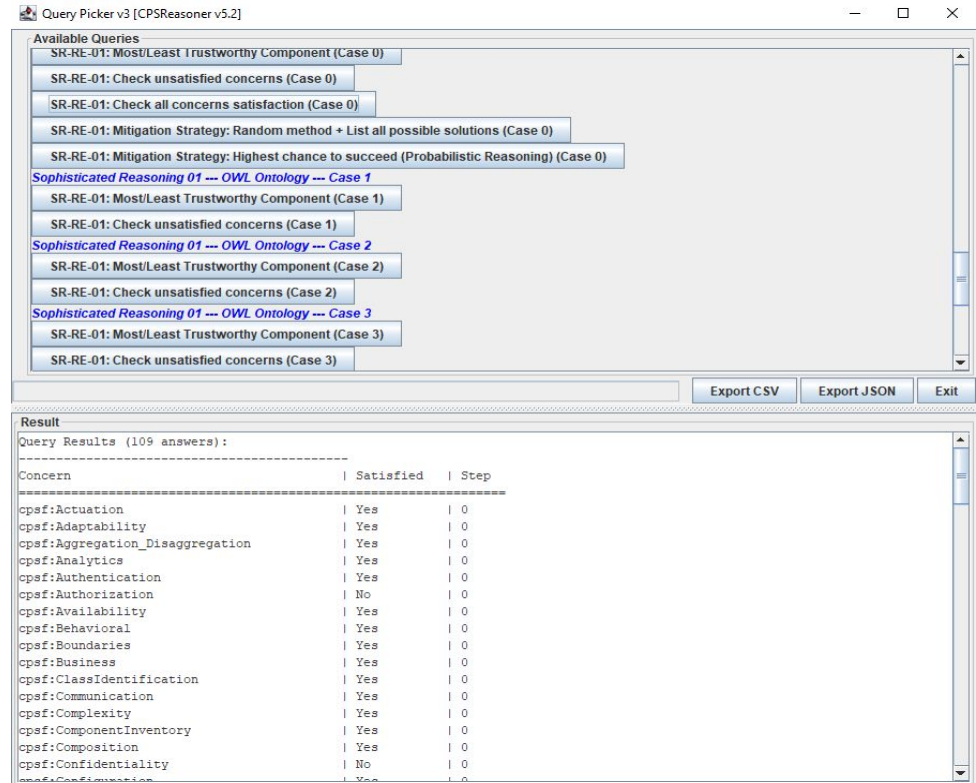 Query Picker v3 [CPSReasoner v5.2]
Available Queries
SR-RE-01: Most/Least Trustworthy Component (Case 0)
SR-RE-01: Check unsatisfied concerns (Case 0)
SR-RE-01: Check all concerns satisfaction (Case 0)
SR-RE-01: Mitigation Strategy: Random method + List all possible solutions (Case 0)
SR-RE-01: Mitigation Strategy: Highest chance to succeed (Probabilistic Reasoning) (Case 0)
Sophisticated Reasoning 01 --- OWL Ontology --- Case 1
SR-RE-01: Most/Least Trustworthy Component (Case 1)
SR-RE-01: Check unsatisfied concerns (Case 1)
Sophisticated Reasoning 01 --- OWL Ontology --- Case 2
SR-RE-01: Most/Least Trustworthy Component (Case 2)
SR-RE-01: Check unsatisfied concerns (Case 2)
Sophisticated Reasoning 01 --- OWL Ontology --- Case 3
SR-RE-01: Most/Least Trustworthy Component (Case 3)
SR-RE-01: Check unsatisfied concerns (Case 3)
Export CSV Export JSON Exit
Result
Query Results (109 answers):
-------------------------------------------
Concern | Satisfied | Step
================================================================
cpsf:Actuation | Yes | 0
cpsf:Adaptability | Yes | 0
cpsf:Aggregation_Disaggregation | Yes | 0
cpsf:Analytics | Yes | 0
cpsf:Authentication | Yes | 0
cpsf:Authorization | No | 0
cpsf:Availability | Yes | 0
cpsf:Behavioral | Yes | 0
cpsf:Boundaries | Yes | 0
cpsf:Business | Yes | 0
cpsf:ClassIdentification | Yes | 0
cpsf:Communication | Yes | 0
cpsf:Complexity | Yes | 0
cpsf:ComponentInventory | Yes | 0
cpsf:Composition | Yes | 0
cpsf:Confidentiality | No | 0
cpsf:Configuration | Yes | 0